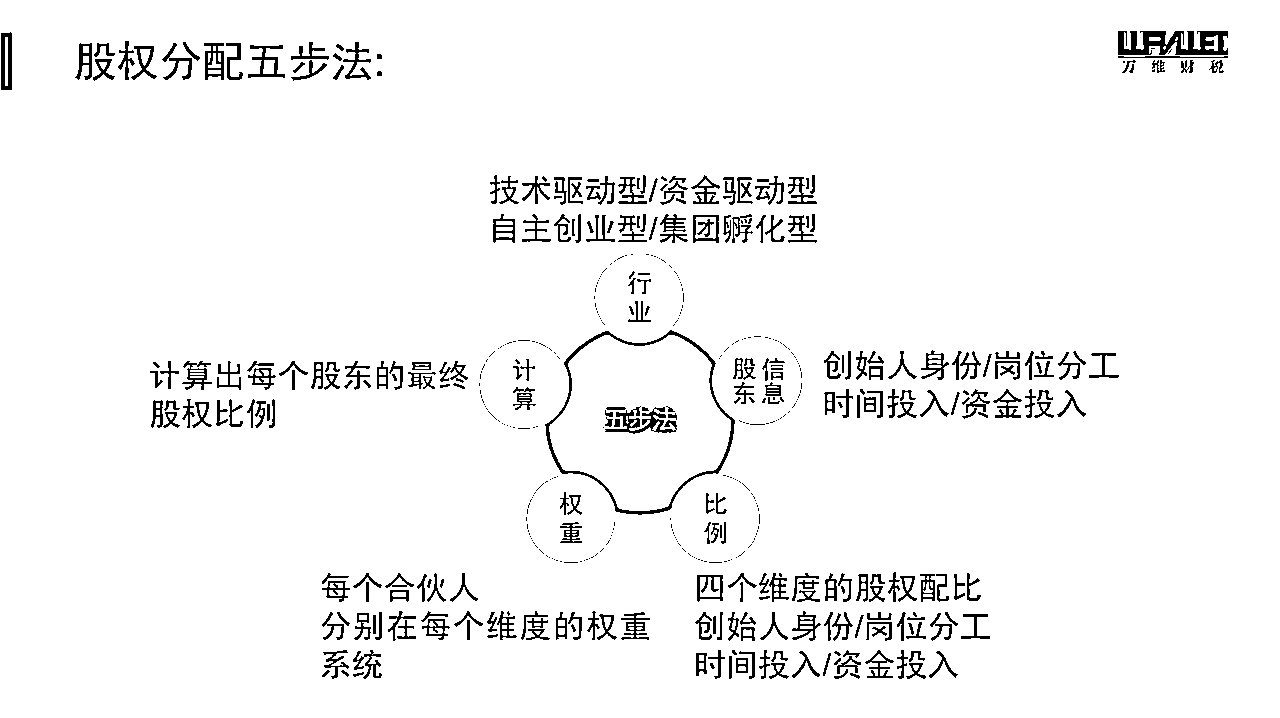 股权分配五步法:
万维财税
技术驱动型/资金驱动型
自主创业型/集团孵化型
行业
股东信息
创始人身份/岗位分工
时间投入/资金投入
计算
计算出每个股东的最终
股权比例
五步法
权重
比例
每个合伙人
分别在每个维度的权重
系统
四个维度的股权配比
创始人身份/岗位分工
时间投入/资金投入